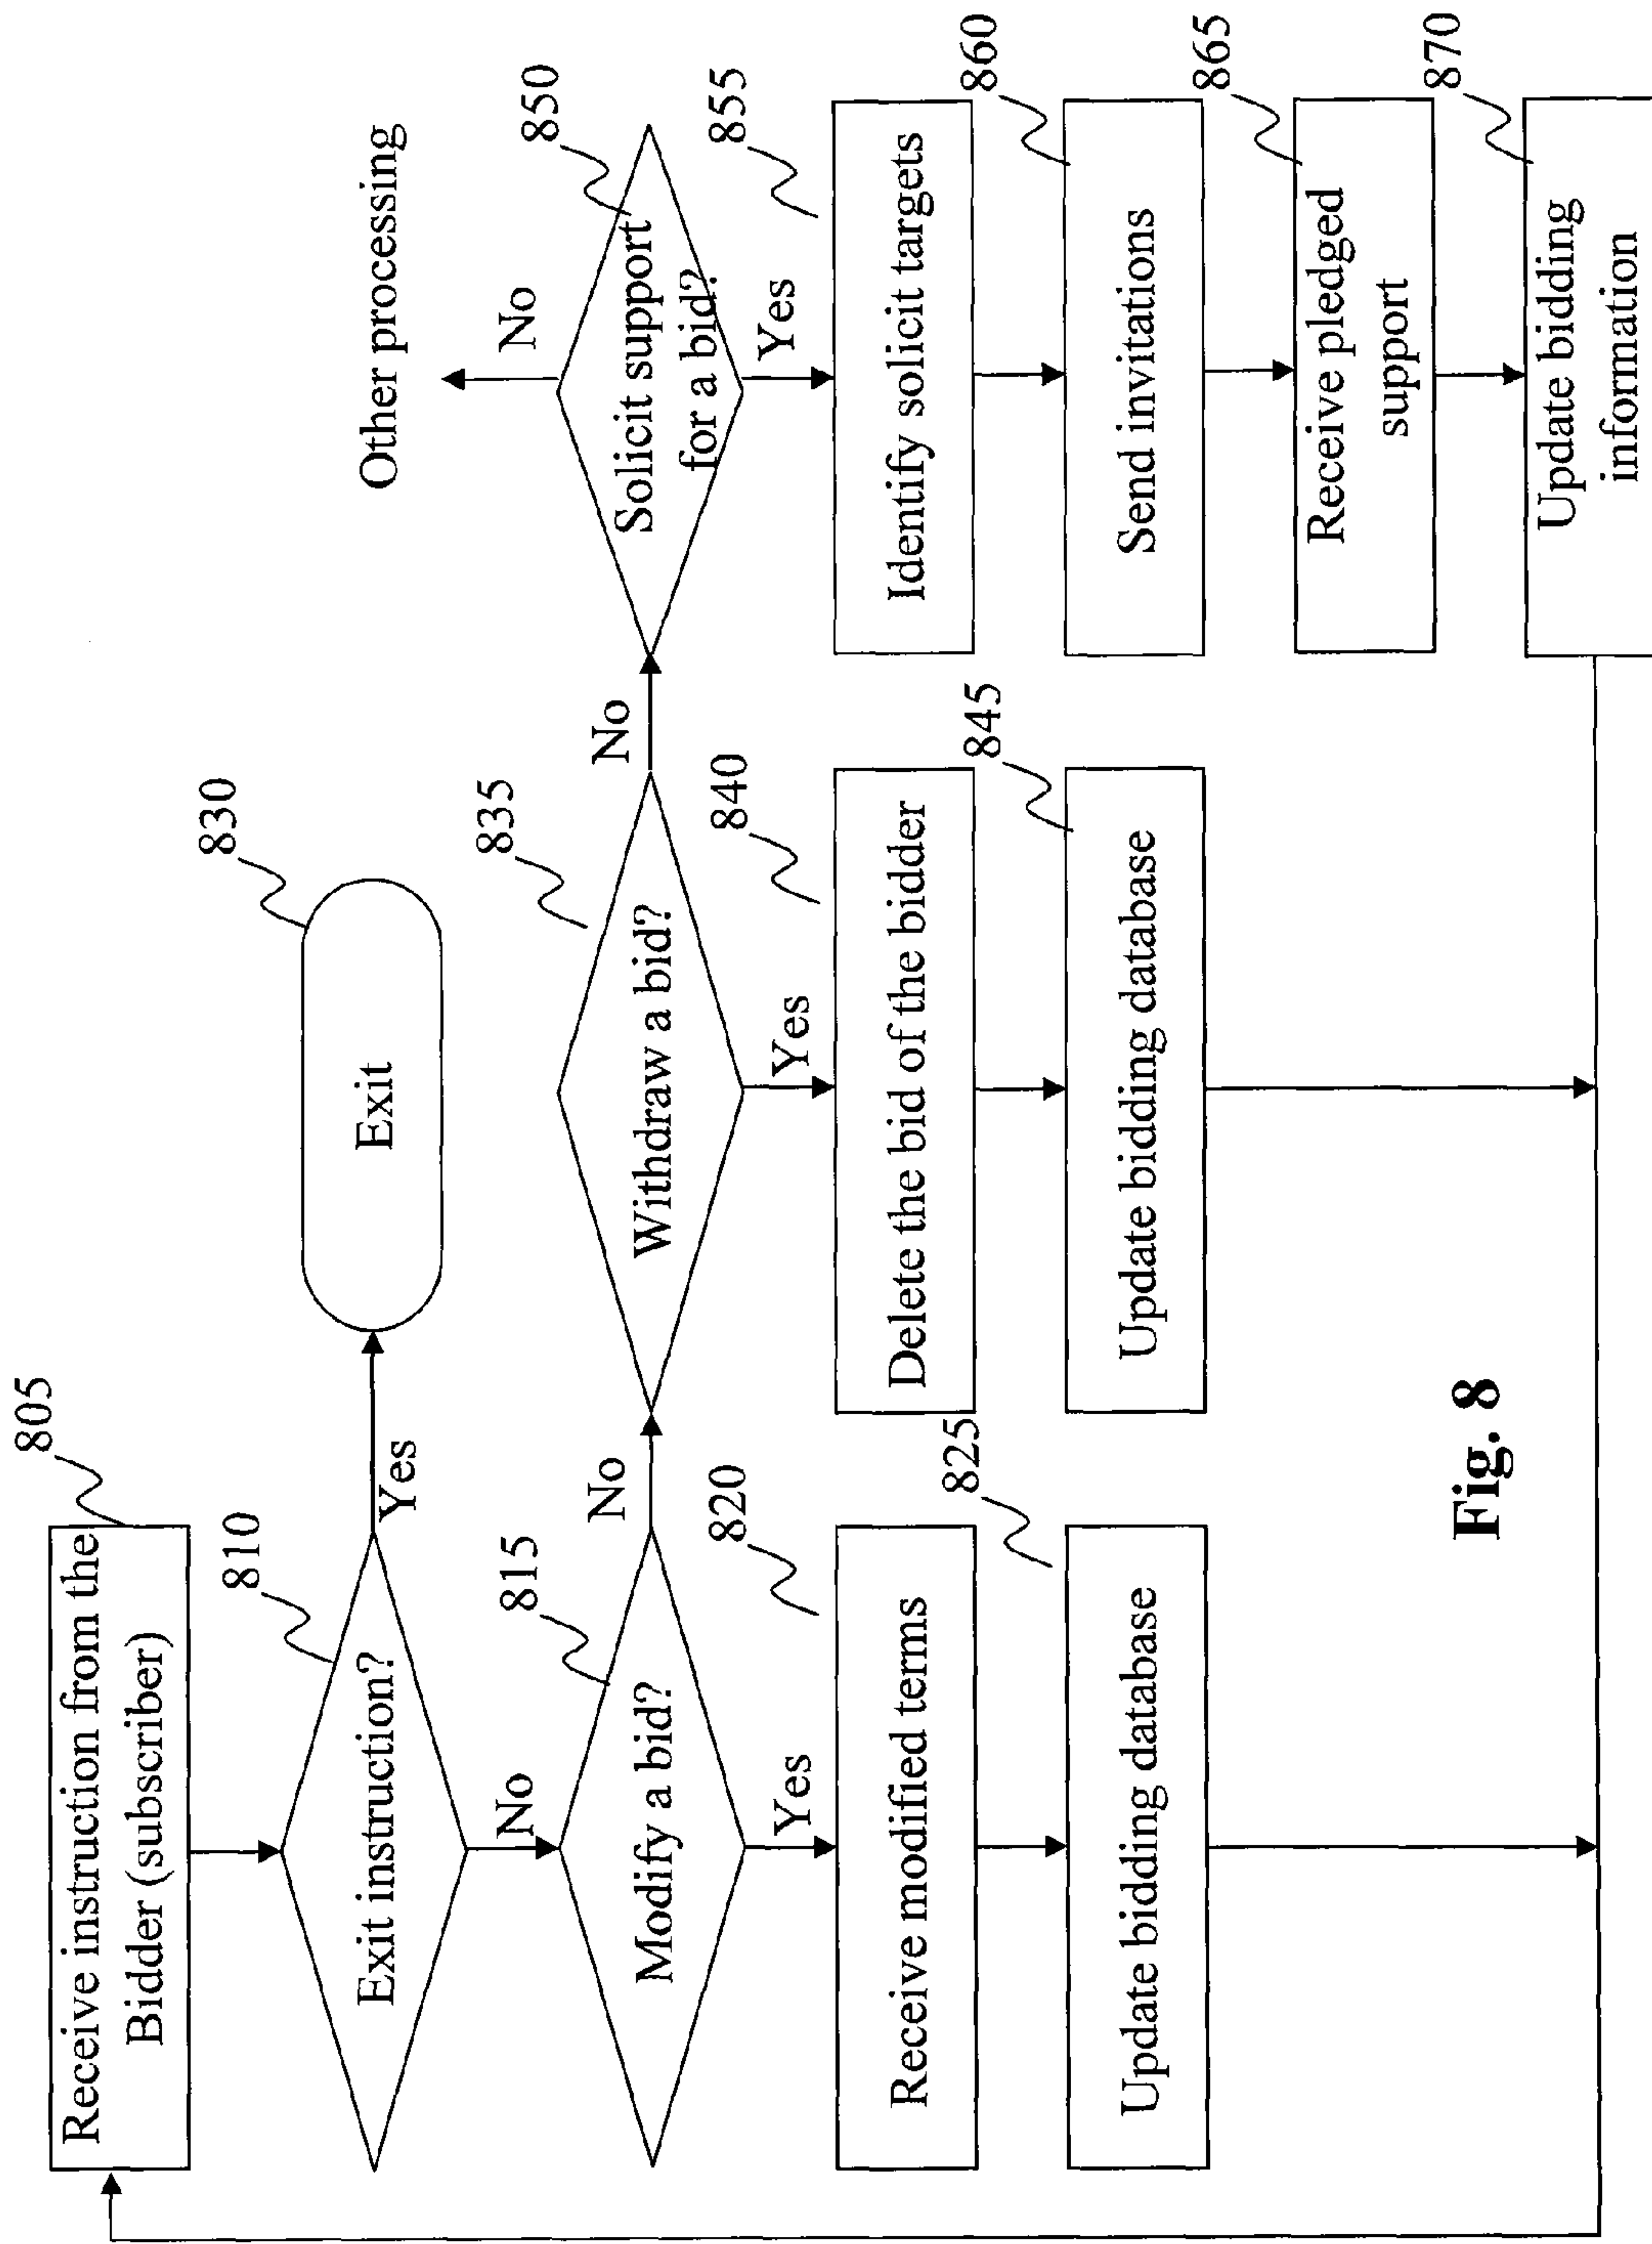 805
Receive instruction from the
Bidder (subscriber)
810
Exit instruction?
Yes
830
Exit
No
815
Modify a bid?
No
835
Withdraw a bid?
No
850
Solicit support
for a bid?
No
Other processing
Yes
820
Receive modified terms
825
Update bidding database
Yes
840
Delete the bid of the bidder
845
Update bidding database
Yes
855
Identify solicit targets
860
Send invitations
865
Receive pledged
support
870
Update bidding
information
Fig. 8